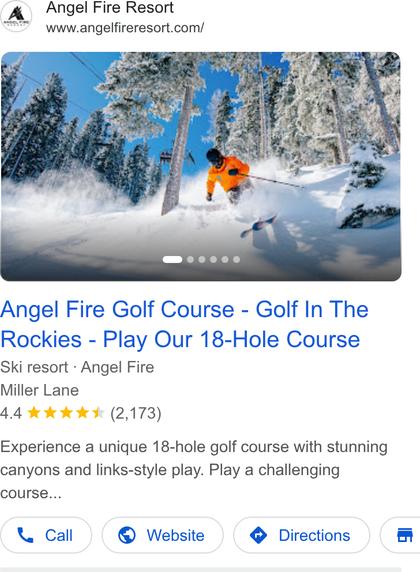 Angel Fire Resort
www.angelfireresort.com/
Angel Fire Golf Course - Golf In The
Rockies - Play Our 18-Hole Course
Ski resort · Angel Fire
Miller Lane
4.4 (2,173)
Experience a unique 18-hole golf course with stunning
canyons and links-style play. Play a challenging
course...
Call Website Directions